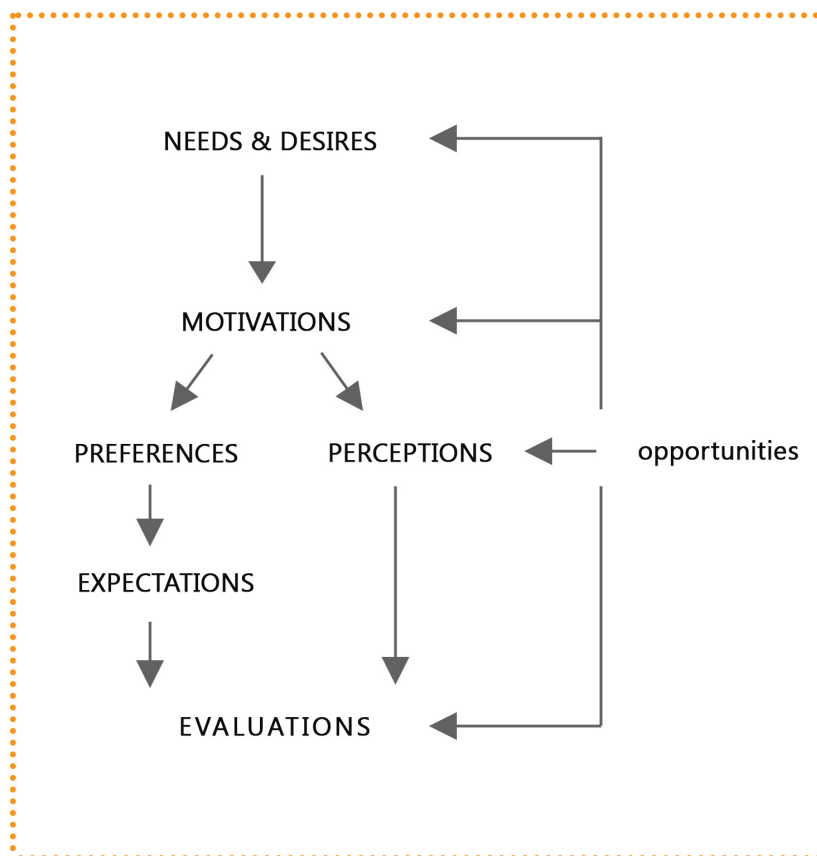 NEEDS & DESIRES
MOTIVATIONS
PREFERENCES
PERCEPTIONS
opportunities
EXPECTATIONS
EVALUATIONS